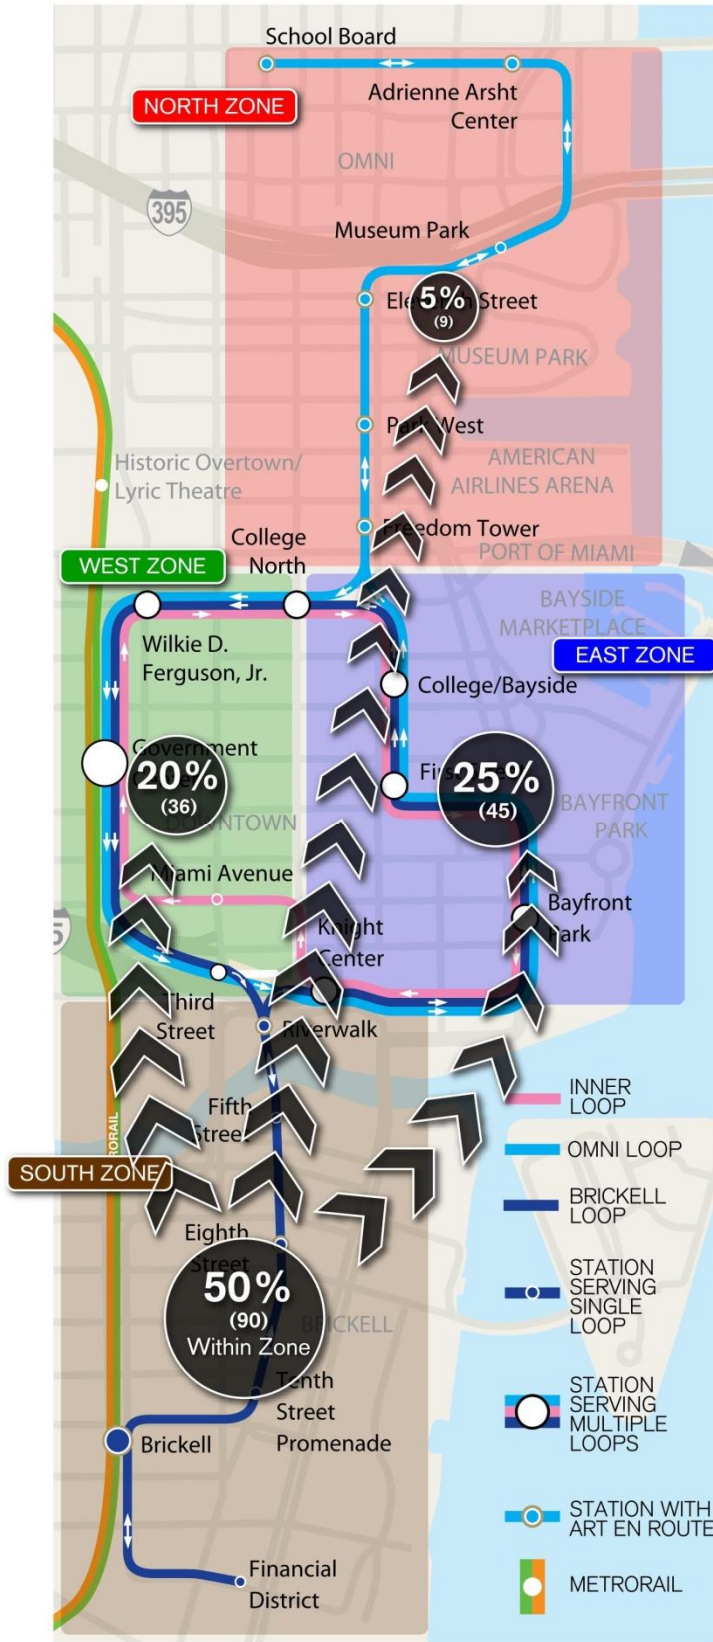 School Board
NORTH ZONE
Adrienne Arsht
Center
OMNI
395
Museum Park
5%
(9)
Street
MUSEUM PARK
Park West
AMERICAN
AIRLINES ARENA
Historic Overtown/
Lyric Theatre
Freedom Tower
College
North
PORT OF MIAMI
WEST ZONE
BAYSIDE
MARKETPLACE
EAST ZONE
Wilkie D.
Ferguson, Jr.
College/Bayside
Government
20%
(36)
25%
(45)
DOWNTOWN
BAYFRONT
PARK
Miami Avenue
Bayfront
Park
Knight
Center
5
Third
Street
Riverwalk
INNER
LOOP
Fifth
Street
OMNI LOOP
SOUTH ZONE
BRICKELL
LOOP
Eighth
Street
STATION
SERVING
SINGLE
LOOP
50%
(90)
Within Zone
BRICKELL
Tenth
Street
Promenade
STATION
SERVING
MULTIPLE
LOOPS
Brickell
STATION WITH
ART EN ROUTE
Financial
District
METRORAIL